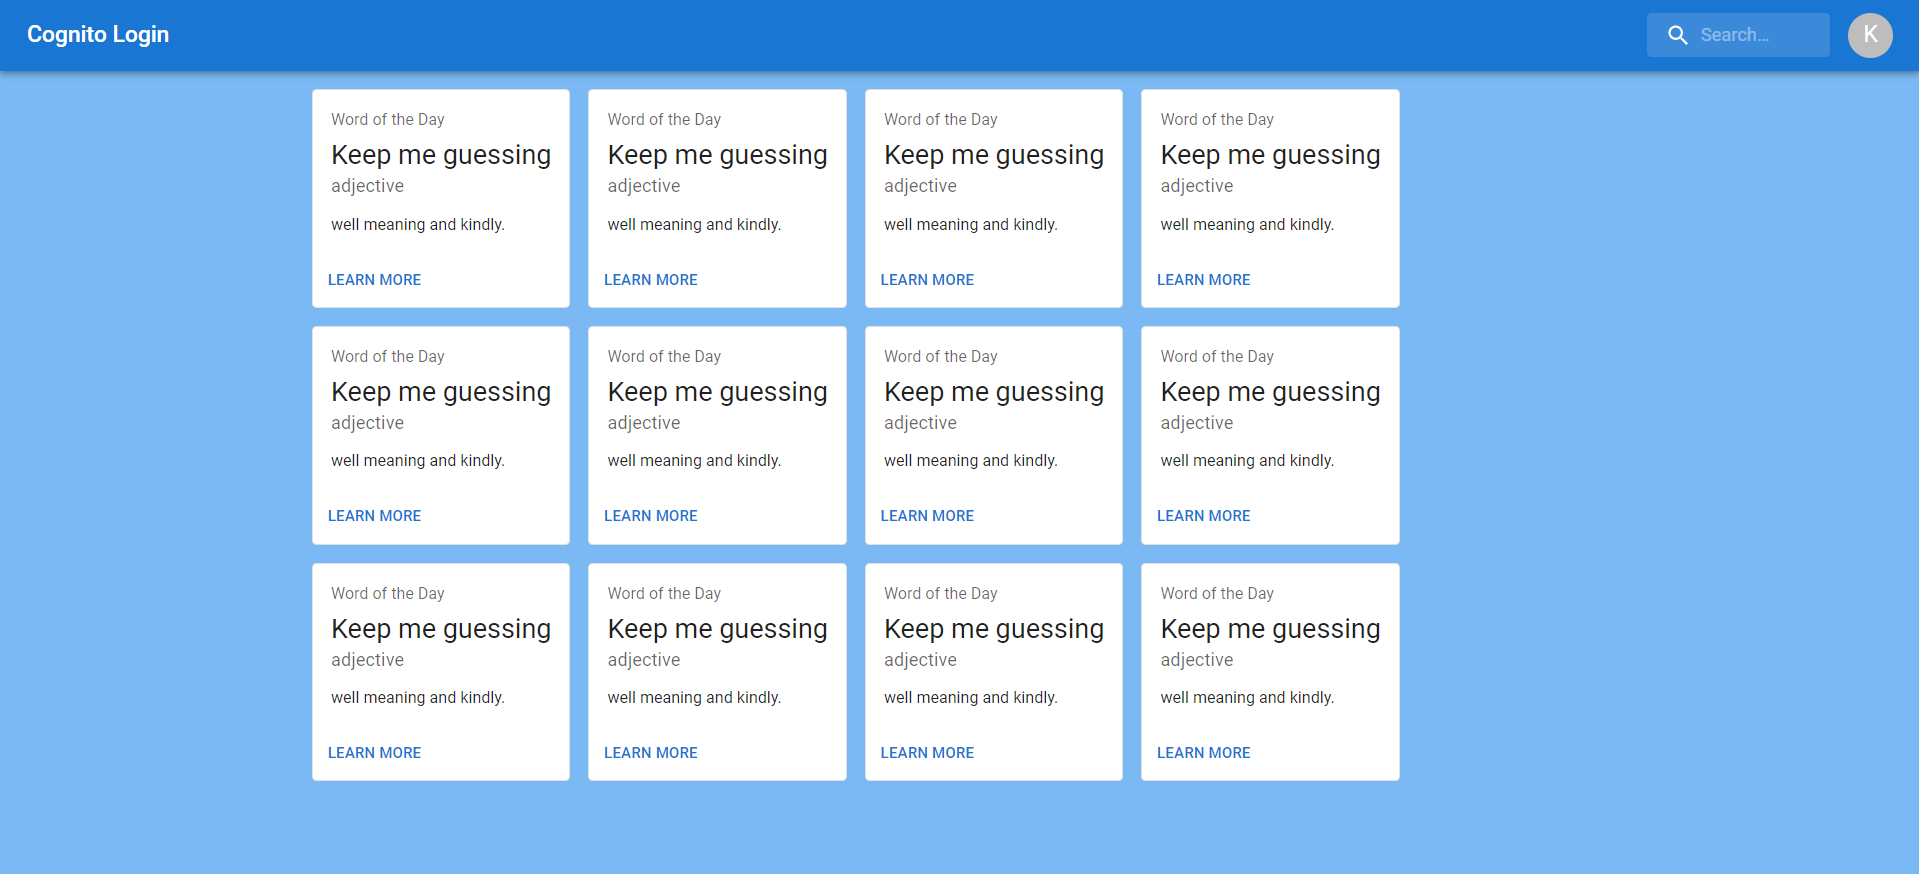 Cognito Login
Search…
K
Word of the Day
Keep me guessing
adjective
well meaning and kindly.
LEARN MORE
Word of the Day
Keep me guessing
adjective
well meaning and kindly.
LEARN MORE
Word of the Day
Keep me guessing
adjective
well meaning and kindly.
LEARN MORE
Word of the Day
Keep me guessing
adjective
well meaning and kindly.
LEARN MORE
Word of the Day
Keep me guessing
adjective
well meaning and kindly.
LEARN MORE
Word of the Day
Keep me guessing
adjective
well meaning and kindly.
LEARN MORE
Word of the Day
Keep me guessing
adjective
well meaning and kindly.
LEARN MORE
Word of the Day
Keep me guessing
adjective
well meaning and kindly.
LEARN MORE
Word of the Day
Keep me guessing
adjective
well meaning and kindly.
LEARN MORE
Word of the Day
Keep me guessing
adjective
well meaning and kindly.
LEARN MORE
Word of the Day
Keep me guessing
adjective
well meaning and kindly.
LEARN MORE
Word of the Day
Keep me guessing
adjective
well meaning and kindly.
LEARN MORE